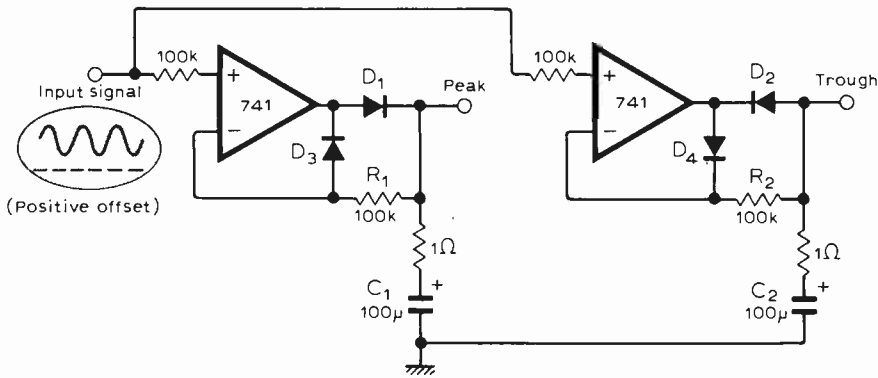 100k
+
741
−
D₁
Peak
D₃
R₁
100k
1Ω
+
C₁
100μ
Input signal
(Positive offset)
100k
+
741
−
D₂
Trough
D₄
R₂
100k
1Ω
+
C₂
100μ